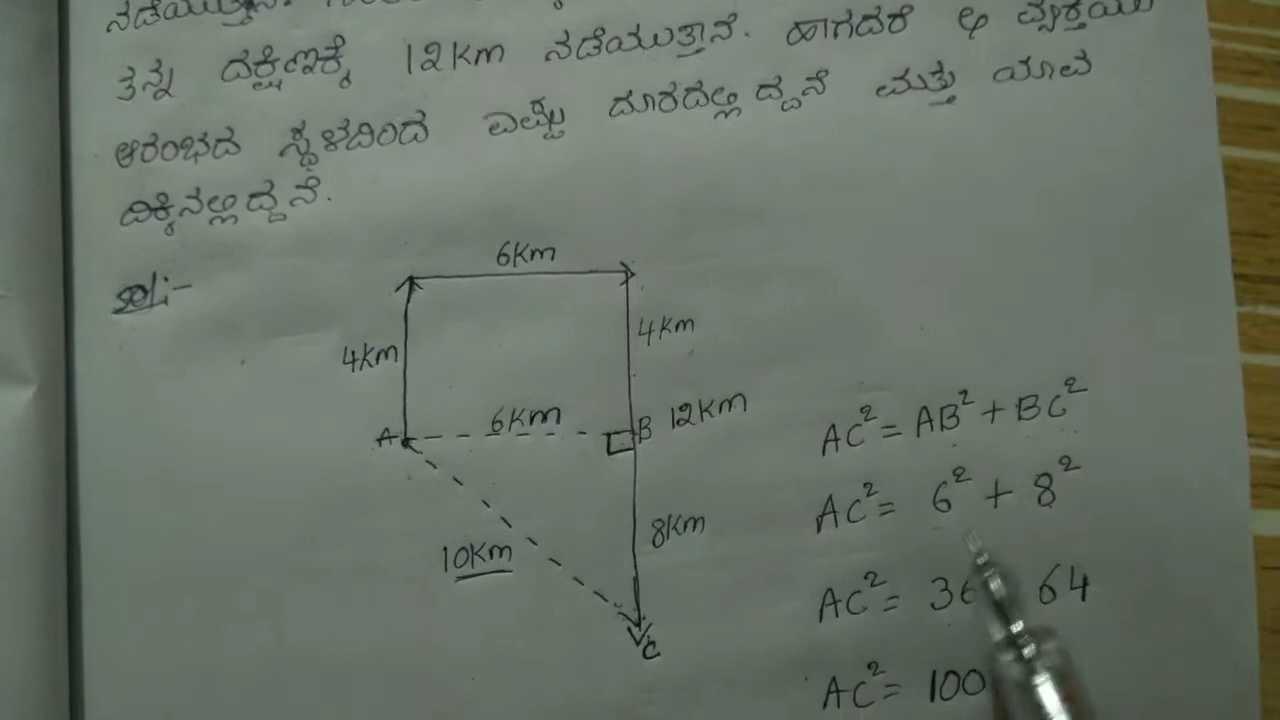 ನಡೆಯುತ್ತಾನೆ.
ತನ್ನ ದಕ್ಷಿಣಕ್ಕೆ 12Km ನಡೆಯುತ್ತಾನೆ. ಹಾಗದರೆ ಆ
ಆರಂಭದ ಸ್ಥಳದಿಂದ ಎಷ್ಟು ದೂರದಲ್ಲಿದ್ದನೆ ಮತ್ತು ಯಾವ
ದಿಕ್ಕಿನಲ್ಲಿದ್ದನೆ.
Sol:-
6Km
4Km
4Km
A
6Km
B
12Km
8Km
10Km
C
AC² = AB² + BC²
AC² = 6² + 8²
AC² = 36 64
AC² = 100